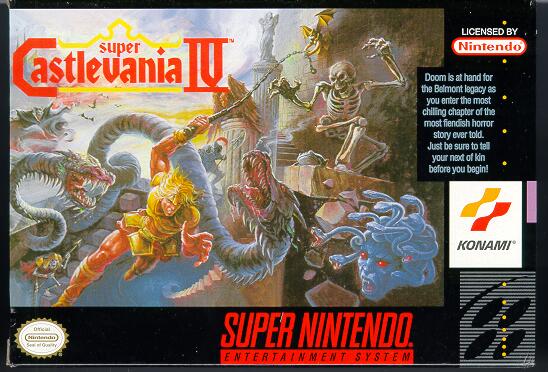 super
Castlevania IV™
LICENSED BY
Nintendo
Doom is at hand for
the Belmont legacy as
you enter the most
chilling chapter of the
most fiendish horror
story ever told.
Just be sure to tell
your next of kin
before you begin!
KONAMI®
Official
Nintendo
Seal of Quality
SUPER NINTENDO
ENTERTAINMENT SYSTEM